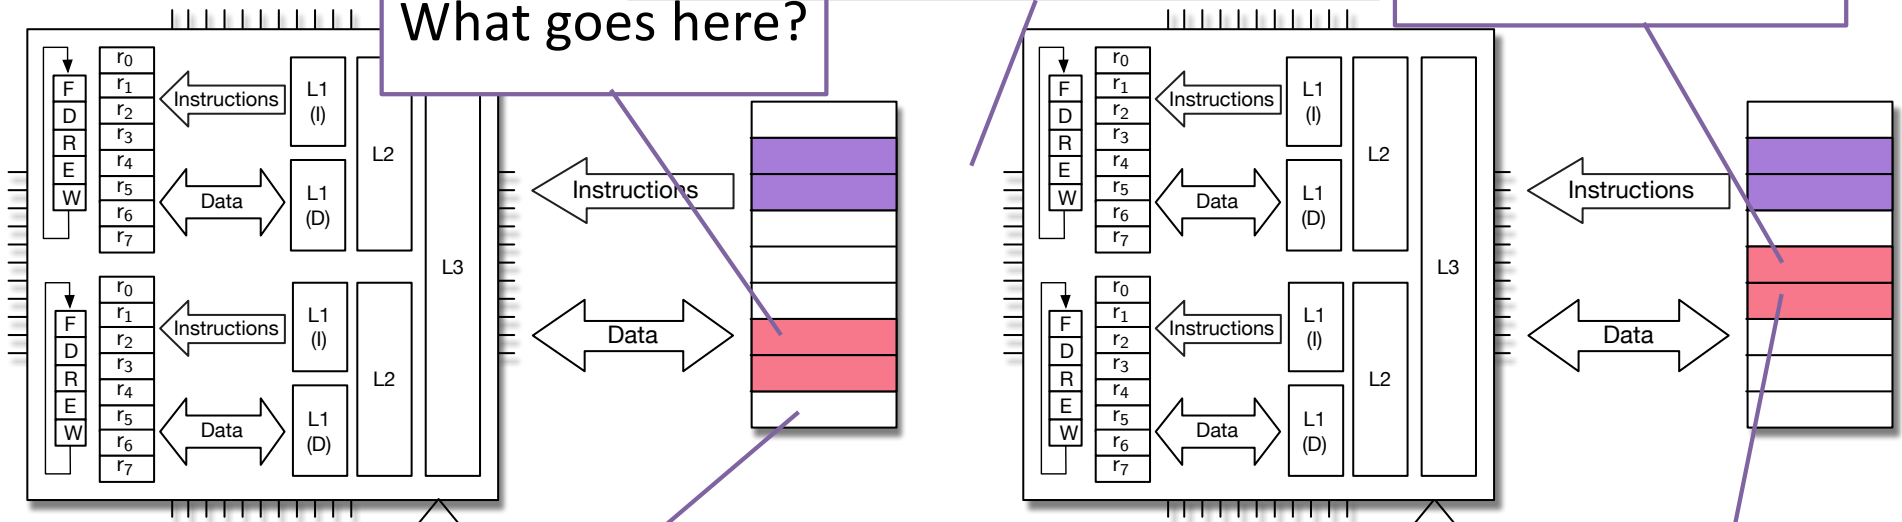 What goes here?
F
D
R
E
W
r0
r1
r2
r3
r4
r5
r6
r7
Instructions
Data
L1
(I)
L1
(D)
L2
L3
F
D
R
E
W
r0
r1
r2
r3
r4
r5
r6
r7
Instructions
Data
L1
(I)
L1
(D)
L2
Instructions
Data
F
D
R
E
W
r0
r1
r2
r3
r4
r5
r6
r7
Instructions
Data
L1
(I)
L1
(D)
L2
L3
F
D
R
E
W
r0
r1
r2
r3
r4
r5
r6
r7
Instructions
Data
L1
(I)
L1
(D)
L2
Instructions
Data